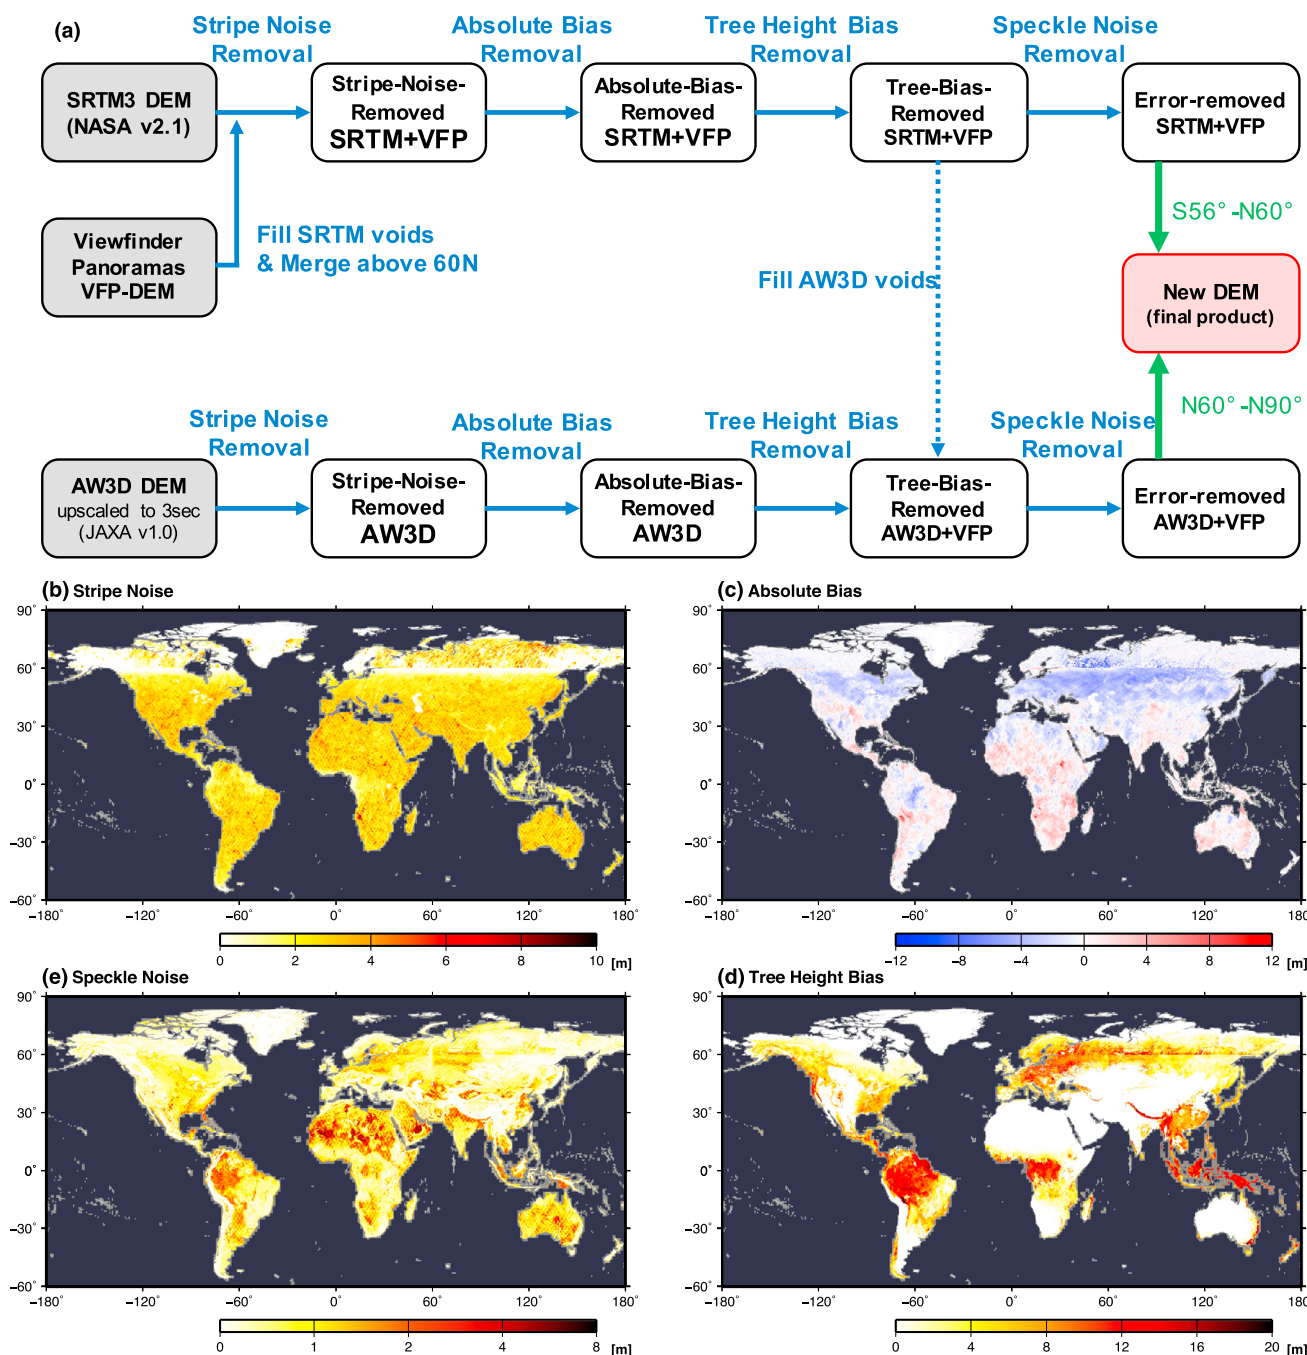 (a)
Stripe Noise
Removal
Absolute Bias
Removal
Tree Height Bias
Removal
Speckle Noise
Removal
SRTM3 DEM
(NASA v2.1)
Stripe-Noise-
Removed
SRTM+VFP
Absolute-Bias-
Removed
SRTM+VFP
Tree-Bias-
Removed
SRTM+VFP
Error-removed
SRTM+VFP
Viewfinder
Panoramas
VFP-DEM
Fill SRTM voids
& Merge above 60N
Fill AW3D voids
S56° -N60°
New DEM
(final product)
N60° -N90°
Stripe Noise
Removal
Absolute Bias
Removal
Tree Height Bias
Removal
Speckle Noise
Removal
AW3D DEM
upscaled to 3sec
(JAXA v1.0)
Stripe-Noise-
Removed
AW3D
Absolute-Bias-
Removed
AW3D
Tree-Bias-
Removed
AW3D+VFP
Error-removed
AW3D+VFP
(b) Stripe Noise
90°
60°
30°
0°
−30°
−60°
−180° −120° −60° 0° 60° 120° 180°
0 2 4 6 8 10 [m]
(c) Absolute Bias
90°
60°
30°
0°
−30°
−60°
−180° −120° −60° 0° 60° 120° 180°
−12 −8 −4 0 4 8 12 [m]
(e) Speckle Noise
90°
60°
30°
0°
−30°
−60°
−180° −120° −60° 0° 60° 120° 180°
0 1 2 4 8 [m]
(d) Tree Height Bias
90°
60°
30°
0°
−30°
−60°
−180° −120° −60° 0° 60° 120° 180°
0 4 8 12 16 20 [m]